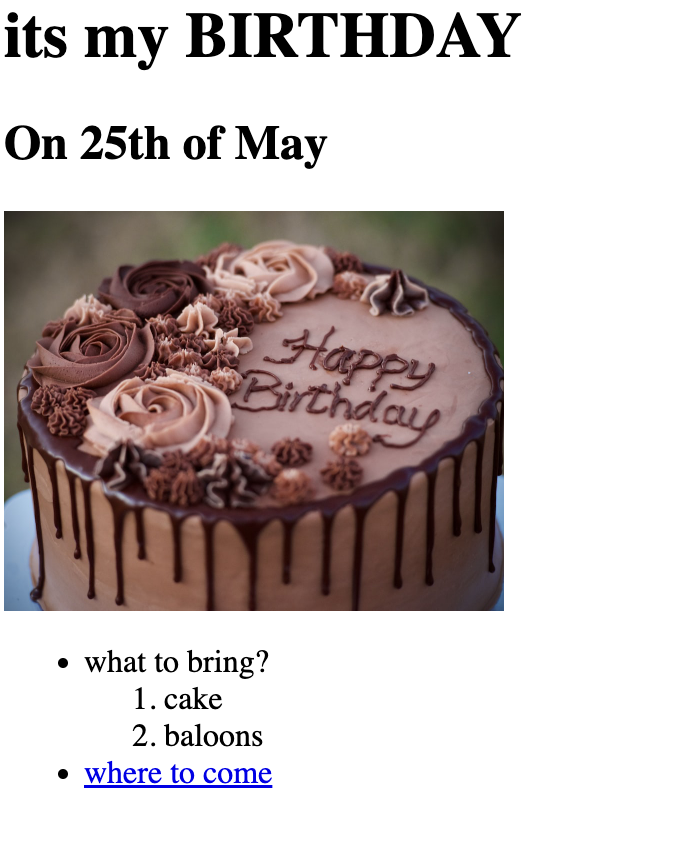 its my BIRTHDAY
On 25th of May
Happy
Birthday
• what to bring?
1. cake
2. baloons
• where to come